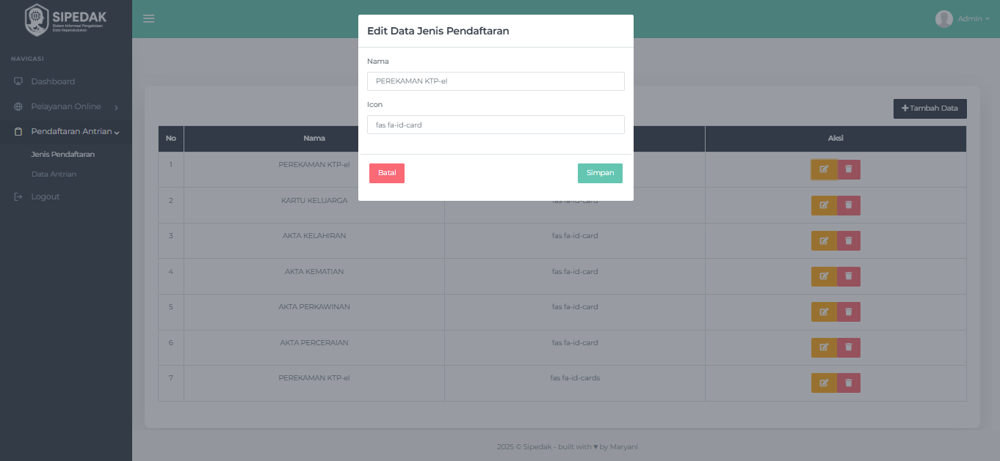 SIPEDAK
Sistem Informasi Pengelolaan
Data Kependudukan
Admin
NAVIGASI
Dashboard
Pelayanan Online
Pendaftaran Antrian
Jenis Pendaftaran
Data Antrian
Logout
Edit Data Jenis Pendaftaran
Nama
PEREKAMAN KTP-el
Icon
fas fa-id-card
Batal
Simpan
Tambah Data
No Nama Aksi
1 PEREKAMAN KTP-el
2 KARTU KELUARGA fas fa-id-card
3 AKTA KELAHIRAN fas fa-id-card
4 AKTA KEMATIAN fas fa-id-card
5 AKTA PERKAWINAN fas fa-id-card
6 AKTA PERCERAIAN fas fa-id-card
7 PEREKAMAN KTP-el fas fa-id-cards
2025 © Sipedak - built with ♥ by Maryani